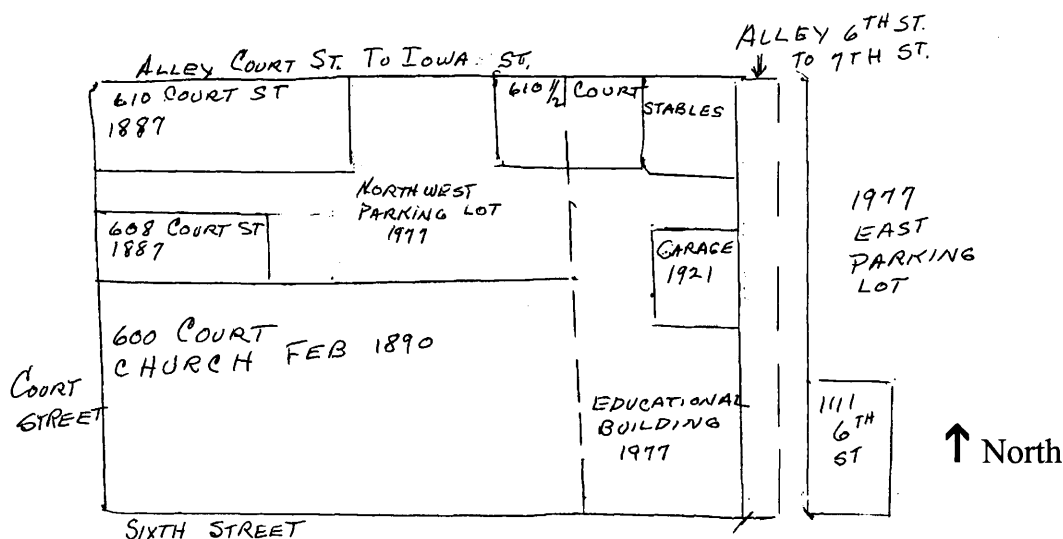 ALLEY 6TH ST.
TO 7TH ST.
ALLEY COURT ST. TO IOWA ST.
610 COURT ST
1887
610 1/2 COURT
STABLES
NORTHWEST
PARKING LOT
1977
608 COURT ST
1887
GARAGE
1921
1977
EAST
PARKING
LOT
600 COURT
CHURCH FEB 1890
COURT
STREET
EDUCATIONAL
BUILDING
1977
1111
6TH
ST
↑ North
SIXTH STREET